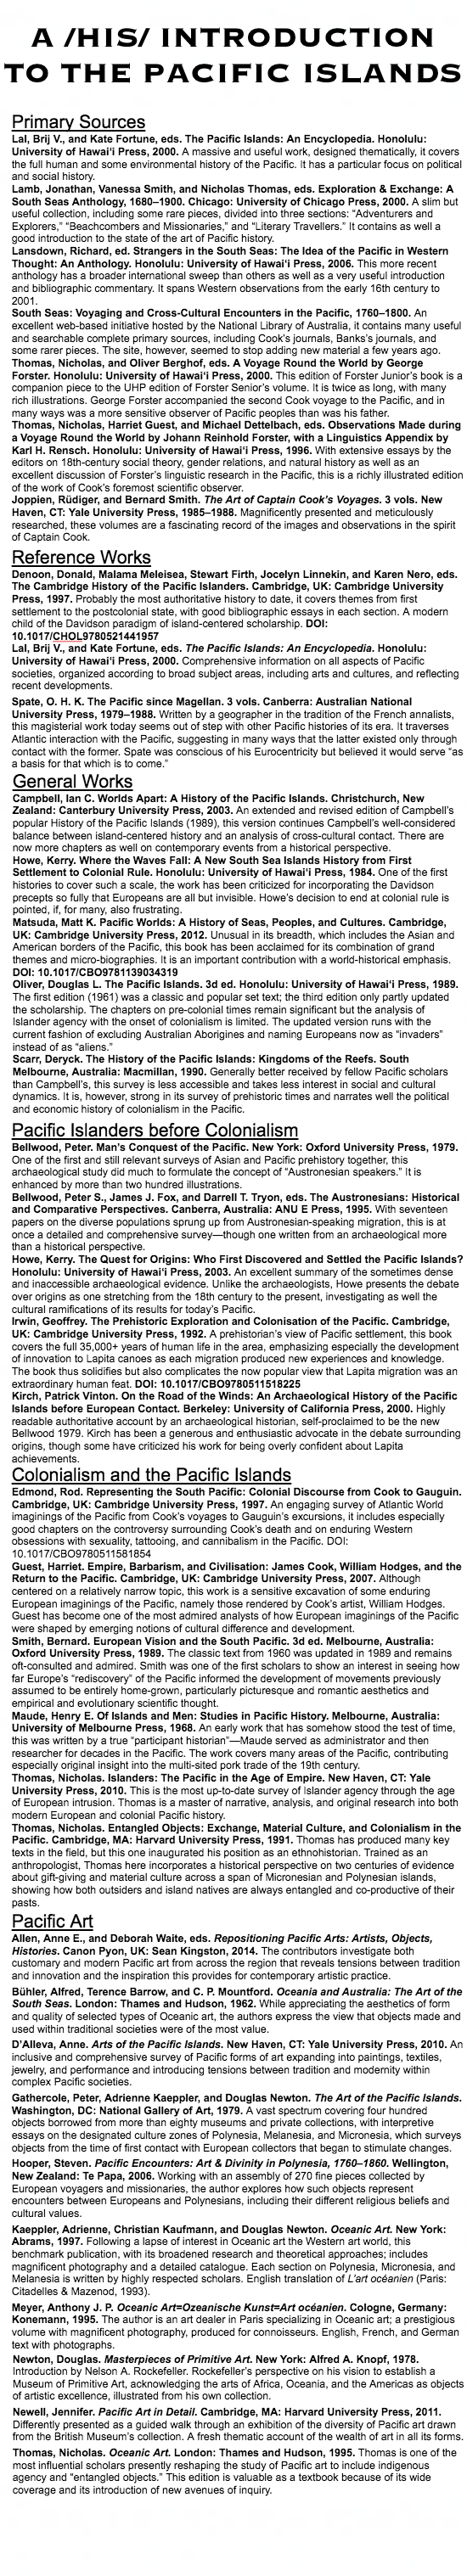 A /HIS/ INTRODUCTION
TO THE PACIFIC ISLANDS
Primary Sources
Lal, Brij V., and Kate Fortune, eds. The Pacific Islands: An Encyclopedia. Honolulu:
University of Hawai‘i Press, 2000. A massive and useful work, designed thematically, it covers
the full human and some environmental history of the Pacific. It has a particular focus on political
and social history.
Lamb, Jonathan, Vanessa Smith, and Nicholas Thomas, eds. Exploration & Exchange: A
South Seas Anthology, 1680–1900. Chicago: University of Chicago Press, 2000. A slim but
useful collection, including some rare pieces, divided into three sections: “Adventurers and
Explorers,” “Beachcombers and Missionaries,” and “Literary Travellers.” It contains as well a
good introduction to the state of the art of Pacific history.
Lansdown, Richard, ed. Strangers in the South Seas: The Idea of the Pacific in Western
Thought: An Anthology. Honolulu: University of Hawai‘i Press, 2006. This more recent
anthology has a broader international sweep than others as well as a very useful introduction
and bibliographic commentary. It spans Western observations from the early 16th century to
2001.
South Seas: Voyaging and Cross-Cultural Encounters in the Pacific, 1760–1800. An
excellent web-based initiative hosted by the National Library of Australia, it contains many useful
and searchable complete primary sources, including Cook’s journals, Banks’s journals, and
some rarer pieces. The site, however, seemed to stop adding new material a few years ago.
Thomas, Nicholas, and Oliver Berghof, eds. A Voyage Round the World by George
Forster. Honolulu: University of Hawai‘i Press, 2000. This edition of Forster Junior’s book is a
companion piece to the UHP edition of Forster Senior’s volume. It is twice as long, with many
rich illustrations. George Forster accompanied the second Cook voyage to the Pacific, and in
many ways was a more sensitive observer of Pacific peoples than was his father.
Thomas, Nicholas, Harriet Guest, and Michael Dettelbach, eds. Observations Made during
a Voyage Round the World by Johann Reinhold Forster, with a Linguistics Appendix by
Karl H. Rensch. Honolulu: University of Hawai‘i Press, 1996. With extensive essays by the
editors on 18th-century social theory, gender relations, and natural history as well as an
excellent discussion of Forster’s linguistic research in the Pacific, this is a richly illustrated edition
of the work of Cook’s foremost scientific observer.
Joppien, Rüdiger, and Bernard Smith. The Art of Captain Cook’s Voyages. 3 vols. New
Haven, CT: Yale University Press, 1985–1988. Magnificently presented and meticulously
researched, these volumes are a fascinating record of the images and observations in the spirit
of Captain Cook.
Reference Works
Denoon, Donald, Malama Meleisea, Stewart Firth, Jocelyn Linnekin, and Karen Nero, eds.
The Cambridge History of the Pacific Islanders. Cambridge, UK: Cambridge University
Press, 1997. Probably the most authoritative history to date, it covers themes from first
settlement to the postcolonial state, with good bibliographic essays in each section. A modern
child of the Davidson paradigm of island-centered scholarship. DOI:
10.1017/CHOL9780521441957
Lal, Brij V., and Kate Fortune, eds. The Pacific Islands: An Encyclopedia. Honolulu:
University of Hawai‘i Press, 2000. Comprehensive information on all aspects of Pacific
societies, organized according to broad subject areas, including arts and cultures, and reflecting
recent developments.
Spate, O. H. K. The Pacific since Magellan. 3 vols. Canberra: Australian National
University Press, 1979–1988. Written by a geographer in the tradition of the French annalists,
this magisterial work today seems out of step with other Pacific histories of its era. It traverses
Atlantic interaction with the Pacific, suggesting in many ways that the latter existed only through
contact with the former. Spate was conscious of his Eurocentricity but believed it would serve “as
a basis for that which is to come.”
General Works
Campbell, Ian C. Worlds Apart: A History of the Pacific Islands. Christchurch, New
Zealand: Canterbury University Press, 2003. An extended and revised edition of Campbell’s
popular History of the Pacific Islands (1989), this version continues Campbell’s well-considered
balance between island-centered history and an analysis of cross-cultural contact. There are
now more chapters as well on contemporary events from a historical perspective.
Howe, Kerry. Where the Waves Fall: A New South Sea Islands History from First
Settlement to Colonial Rule. Honolulu: University of Hawai‘i Press, 1984. One of the first
histories to cover such a scale, the work has been criticized for incorporating the Davidson
precepts so fully that Europeans are all but invisible. Howe’s decision to end at colonial rule is
pointed, if, for many, also frustrating.
Matsuda, Matt K. Pacific Worlds: A History of Seas, Peoples, and Cultures. Cambridge,
UK: Cambridge University Press, 2012. Unusual in its breadth, which includes the Asian and
American borders of the Pacific, this book has been acclaimed for its combination of grand
themes and micro-biographies. It is an important contribution with a world-historical emphasis.
DOI: 10.1017/CBO9781139034319
Oliver, Douglas L. The Pacific Islands. 3d ed. Honolulu: University of Hawai‘i Press, 1989.
The first edition (1961) was a classic and popular set text; the third edition only partly updated
the scholarship. The chapters on pre-colonial times remain significant but the analysis of
Islander agency with the onset of colonialism is limited. The updated version runs with the
current fashion of excluding Australian Aborigines and naming Europeans now as “invaders”
instead of as “aliens.”
Scarr, Deryck. The History of the Pacific Islands: Kingdoms of the Reefs. South
Melbourne, Australia: Macmillan, 1990. Generally better received by fellow Pacific scholars
than Campbell’s, this survey is less accessible and takes less interest in social and cultural
dynamics. It is, however, strong in its survey of prehistoric times and narrates well the political
and economic history of colonialism in the Pacific.
Pacific Islanders before Colonialism
Bellwood, Peter. Man’s Conquest of the Pacific. New York: Oxford University Press, 1979.
One of the first and still relevant surveys of Asian and Pacific prehistory together, this
archaeological study did much to formulate the concept of “Austronesian speakers.” It is
enhanced by more than two hundred illustrations.
Bellwood, Peter S., James J. Fox, and Darrell T. Tryon, eds. The Austronesians: Historical
and Comparative Perspectives. Canberra, Australia: ANU E Press, 1995. With seventeen
papers on the diverse populations sprung up from Austronesian-speaking migration, this is at
once a detailed and comprehensive survey—though one written from an archaeological more
than a historical perspective.
Howe, Kerry. The Quest for Origins: Who First Discovered and Settled the Pacific Islands?
Honolulu: University of Hawai‘i Press, 2003. An excellent summary of the sometimes dense
and inaccessible archaeological evidence. Unlike the archaeologists, Howe presents the debate
over origins as one stretching from the 18th century to the present, investigating as well the
cultural ramifications of its results for today’s Pacific.
Irwin, Geoffrey. The Prehistoric Exploration and Colonisation of the Pacific. Cambridge,
UK: Cambridge University Press, 1992. A prehistorian’s view of Pacific settlement, this book
covers the full 35,000+ years of human life in the area, emphasizing especially the development
of innovation to Lapita canoes as each migration produced new experiences and knowledge.
The book thus solidifies but also complicates the now popular view that Lapita migration was an
extraordinary human feat. DOI: 10.1017/CBO9780511518225
Kirch, Patrick Vinton. On the Road of the Winds: An Archaeological History of the Pacific
Islands before European Contact. Berkeley: University of California Press, 2000. Highly
readable authoritative account by an archaeological historian, self-proclaimed to be the new
Bellwood 1979. Kirch has been a generous and enthusiastic advocate in the debate surrounding
origins, though some have criticized his work for being overly confident about Lapita
achievements.
Colonialism and the Pacific Islands
Edmond, Rod. Representing the South Pacific: Colonial Discourse from Cook to Gauguin.
Cambridge, UK: Cambridge University Press, 1997. An engaging survey of Atlantic World
imaginings of the Pacific from Cook’s voyages to Gauguin’s excursions, it includes especially
good chapters on the controversy surrounding Cook’s death and on enduring Western
obsessions with sexuality, tattooing, and cannibalism in the Pacific. DOI:
10.1017/CBO9780511581854
Guest, Harriet. Empire, Barbarism, and Civilisation: James Cook, William Hodges, and the
Return to the Pacific. Cambridge, UK: Cambridge University Press, 2007. Although
centered on a relatively narrow topic, this work is a sensitive excavation of some enduring
European imaginings of the Pacific, namely those rendered by Cook’s artist, William Hodges.
Guest has become one of the most admired analysts of how European imaginings of the Pacific
were shaped by emerging notions of cultural difference and development.
Smith, Bernard. European Vision and the South Pacific. 3d ed. Melbourne, Australia:
Oxford University Press, 1989. The classic text from 1960 was updated in 1989 and remains
oft-consulted and admired. Smith was one of the first scholars to show an interest in seeing how
far Europe’s “rediscovery” of the Pacific informed the development of movements previously
assumed to be entirely home-grown, particularly picturesque and romantic aesthetics and
empirical and evolutionary scientific thought.
Maude, Henry E. Of Islands and Men: Studies in Pacific History. Melbourne, Australia:
University of Melbourne Press, 1968. An early work that has somehow stood the test of time,
this was written by a true “participant historian”—Maude served as administrator and then
researcher for decades in the Pacific. The work covers many areas of the Pacific, contributing
especially original insight into the multi-sited pork trade of the 19th century.
Thomas, Nicholas. Islanders: The Pacific in the Age of Empire. New Haven, CT: Yale
University Press, 2010. This is the most up-to-date survey of Islander agency through the age
of European intrusion. Thomas is a master of narrative, analysis, and original research into both
modern European and colonial Pacific history.
Thomas, Nicholas. Entangled Objects: Exchange, Material Culture, and Colonialism in the
Pacific. Cambridge, MA: Harvard University Press, 1991. Thomas has produced many key
texts in the field, but this one inaugurated his position as an ethnohistorian. Trained as an
anthropologist, Thomas here incorporates a historical perspective on two centuries of evidence
about gift-giving and material culture across a span of Micronesian and Polynesian islands,
showing how both outsiders and island natives are always entangled and co-productive of their
pasts.
Pacific Art
Allen, Anne E., and Deborah Waite, eds. Repositioning Pacific Arts: Artists, Objects,
Histories. Canon Pyon, UK: Sean Kingston, 2014. The contributors investigate both
customary and modern Pacific art from across the region that reveals tensions between tradition
and innovation and the inspiration this provides for contemporary artistic practice.
Bühler, Alfred, Terence Barrow, and C. P. Mountford. Oceania and Australia: The Art of the
South Seas. London: Thames and Hudson, 1962. While appreciating the aesthetics of form
and quality of selected types of Oceanic art, the authors express the view that objects made and
used within traditional societies were of the most value.
D’Alleva, Anne. Arts of the Pacific Islands. New Haven, CT: Yale University Press, 2010. An
inclusive and comprehensive survey of Pacific forms of art expanding into paintings, textiles,
jewelry, and performance and introducing tensions between tradition and modernity within
complex Pacific societies.
Gathercole, Peter, Adrienne Kaeppler, and Douglas Newton. The Art of the Pacific Islands.
Washington, DC: National Gallery of Art, 1979. A vast spectrum covering four hundred
objects borrowed from more than eighty museums and private collections, with interpretive
essays on the designated culture zones of Polynesia, Melanesia, and Micronesia, which surveys
objects from the time of first contact with European collectors that began to stimulate changes.
Hooper, Steven. Pacific Encounters: Art & Divinity in Polynesia, 1760–1860. Wellington,
New Zealand: Te Papa, 2006. Working with an assembly of 270 fine pieces collected by
European voyagers and missionaries, the author explores how such objects represent
encounters between Europeans and Polynesians, including their different religious beliefs and
cultural values.
Kaeppler, Adrienne, Christian Kaufmann, and Douglas Newton. Oceanic Art. New York:
Abrams, 1997. Following a lapse of interest in Oceanic art the Western art world, this
benchmark publication, with its broadened research and theoretical approaches; includes
magnificent photography and a detailed catalogue. Each section on Polynesia, Micronesia, and
Melanesia is written by highly respected scholars. English translation of L’art océanien (Paris:
Citadelles & Mazenod, 1993).
Meyer, Anthony J. P. Oceanic Art=Ozeanische Kunst=Art océanien. Cologne, Germany:
Konemann, 1995. The author is an art dealer in Paris specializing in Oceanic art; a prestigious
volume with magnificent photography, produced for connoisseurs. English, French, and German
text with photographs.
Newton, Douglas. Masterpieces of Primitive Art. New York: Alfred A. Knopf, 1978.
Introduction by Nelson A. Rockefeller. Rockefeller’s perspective on his vision to establish a
Museum of Primitive Art, acknowledging the arts of Africa, Oceania, and the Americas as objects
of artistic excellence, illustrated from his own collection.
Newell, Jennifer. Pacific Art in Detail. Cambridge, MA: Harvard University Press, 2011.
Differently presented as a guided walk through an exhibition of the diversity of Pacific art drawn
from the British Museum’s collection. A fresh thematic account of the wealth of art in all its forms.
Thomas, Nicholas. Oceanic Art. London: Thames and Hudson, 1995. Thomas is one of the
most influential scholars presently reshaping the study of Pacific art to include indigenous
agency and “entangled objects.” This edition is valuable as a textbook because of its wide
coverage and its introduction of new avenues of inquiry.